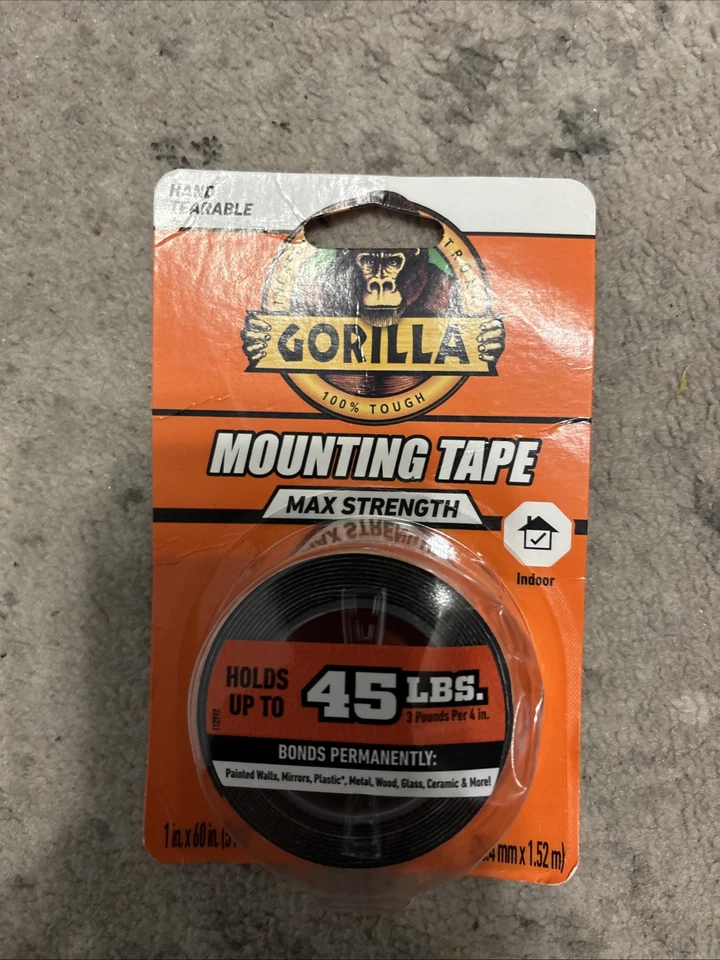 HAND
TEARABLE
GORILLA
100% TOUGH
MOUNTING TAPE
MAX STRENGTH
MAX STRENGTH
Indoor
HOLDS
UP TO
45 LBS.
3 Pounds Per 4 in.
BONDS PERMANENTLY:
Painted Walls, Mirrors, Plastic*, Metal, Wood, Glass, Ceramic & More!
1 in. x 60 in.
mm x 1.52 m)